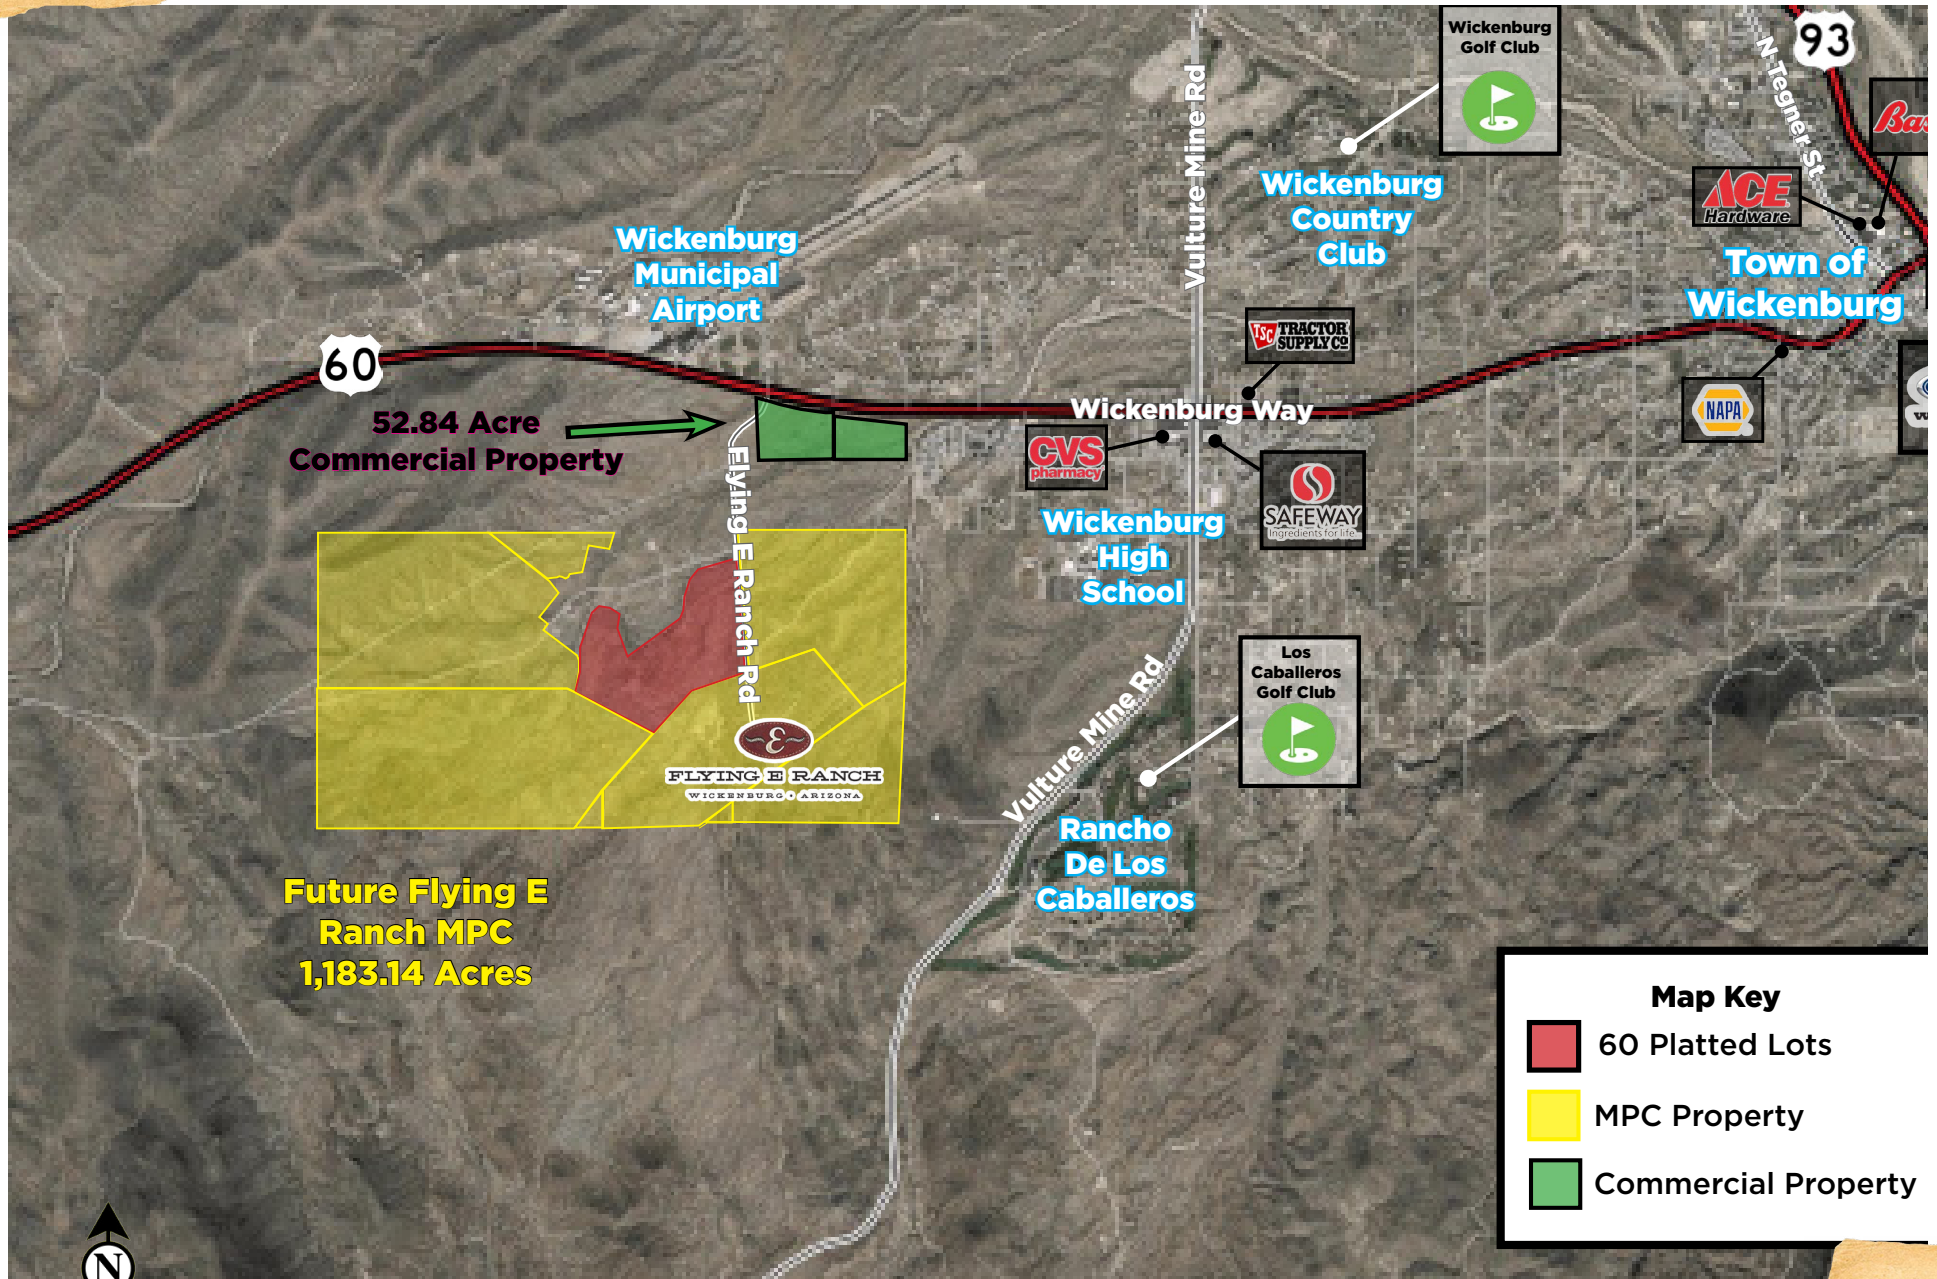 Wickenburg
Golf Club
93
N Tegner St
Vulture Mine Rd
Wickenburg
Country
Club
ACE
Hardware
Town of
Wickenburg
Wickenburg
Municipal
Airport
TSC TRACTOR
SUPPLY CO
60
52.84 Acre
Commercial Property
Wickenburg Way
NAPA
CVS
pharmacy
SAFEWAY
Ingredients for life.
Flying E Ranch Rd
Wickenburg
High
School
Los
Caballeros
Golf Club
Vulture Mine Rd
E
FLYING E RANCH
WICKENBURG • ARIZONA
Rancho
De Los
Caballeros
Future Flying E
Ranch MPC
1,183.14 Acres
Map Key
60 Platted Lots
MPC Property
Commercial Property
N